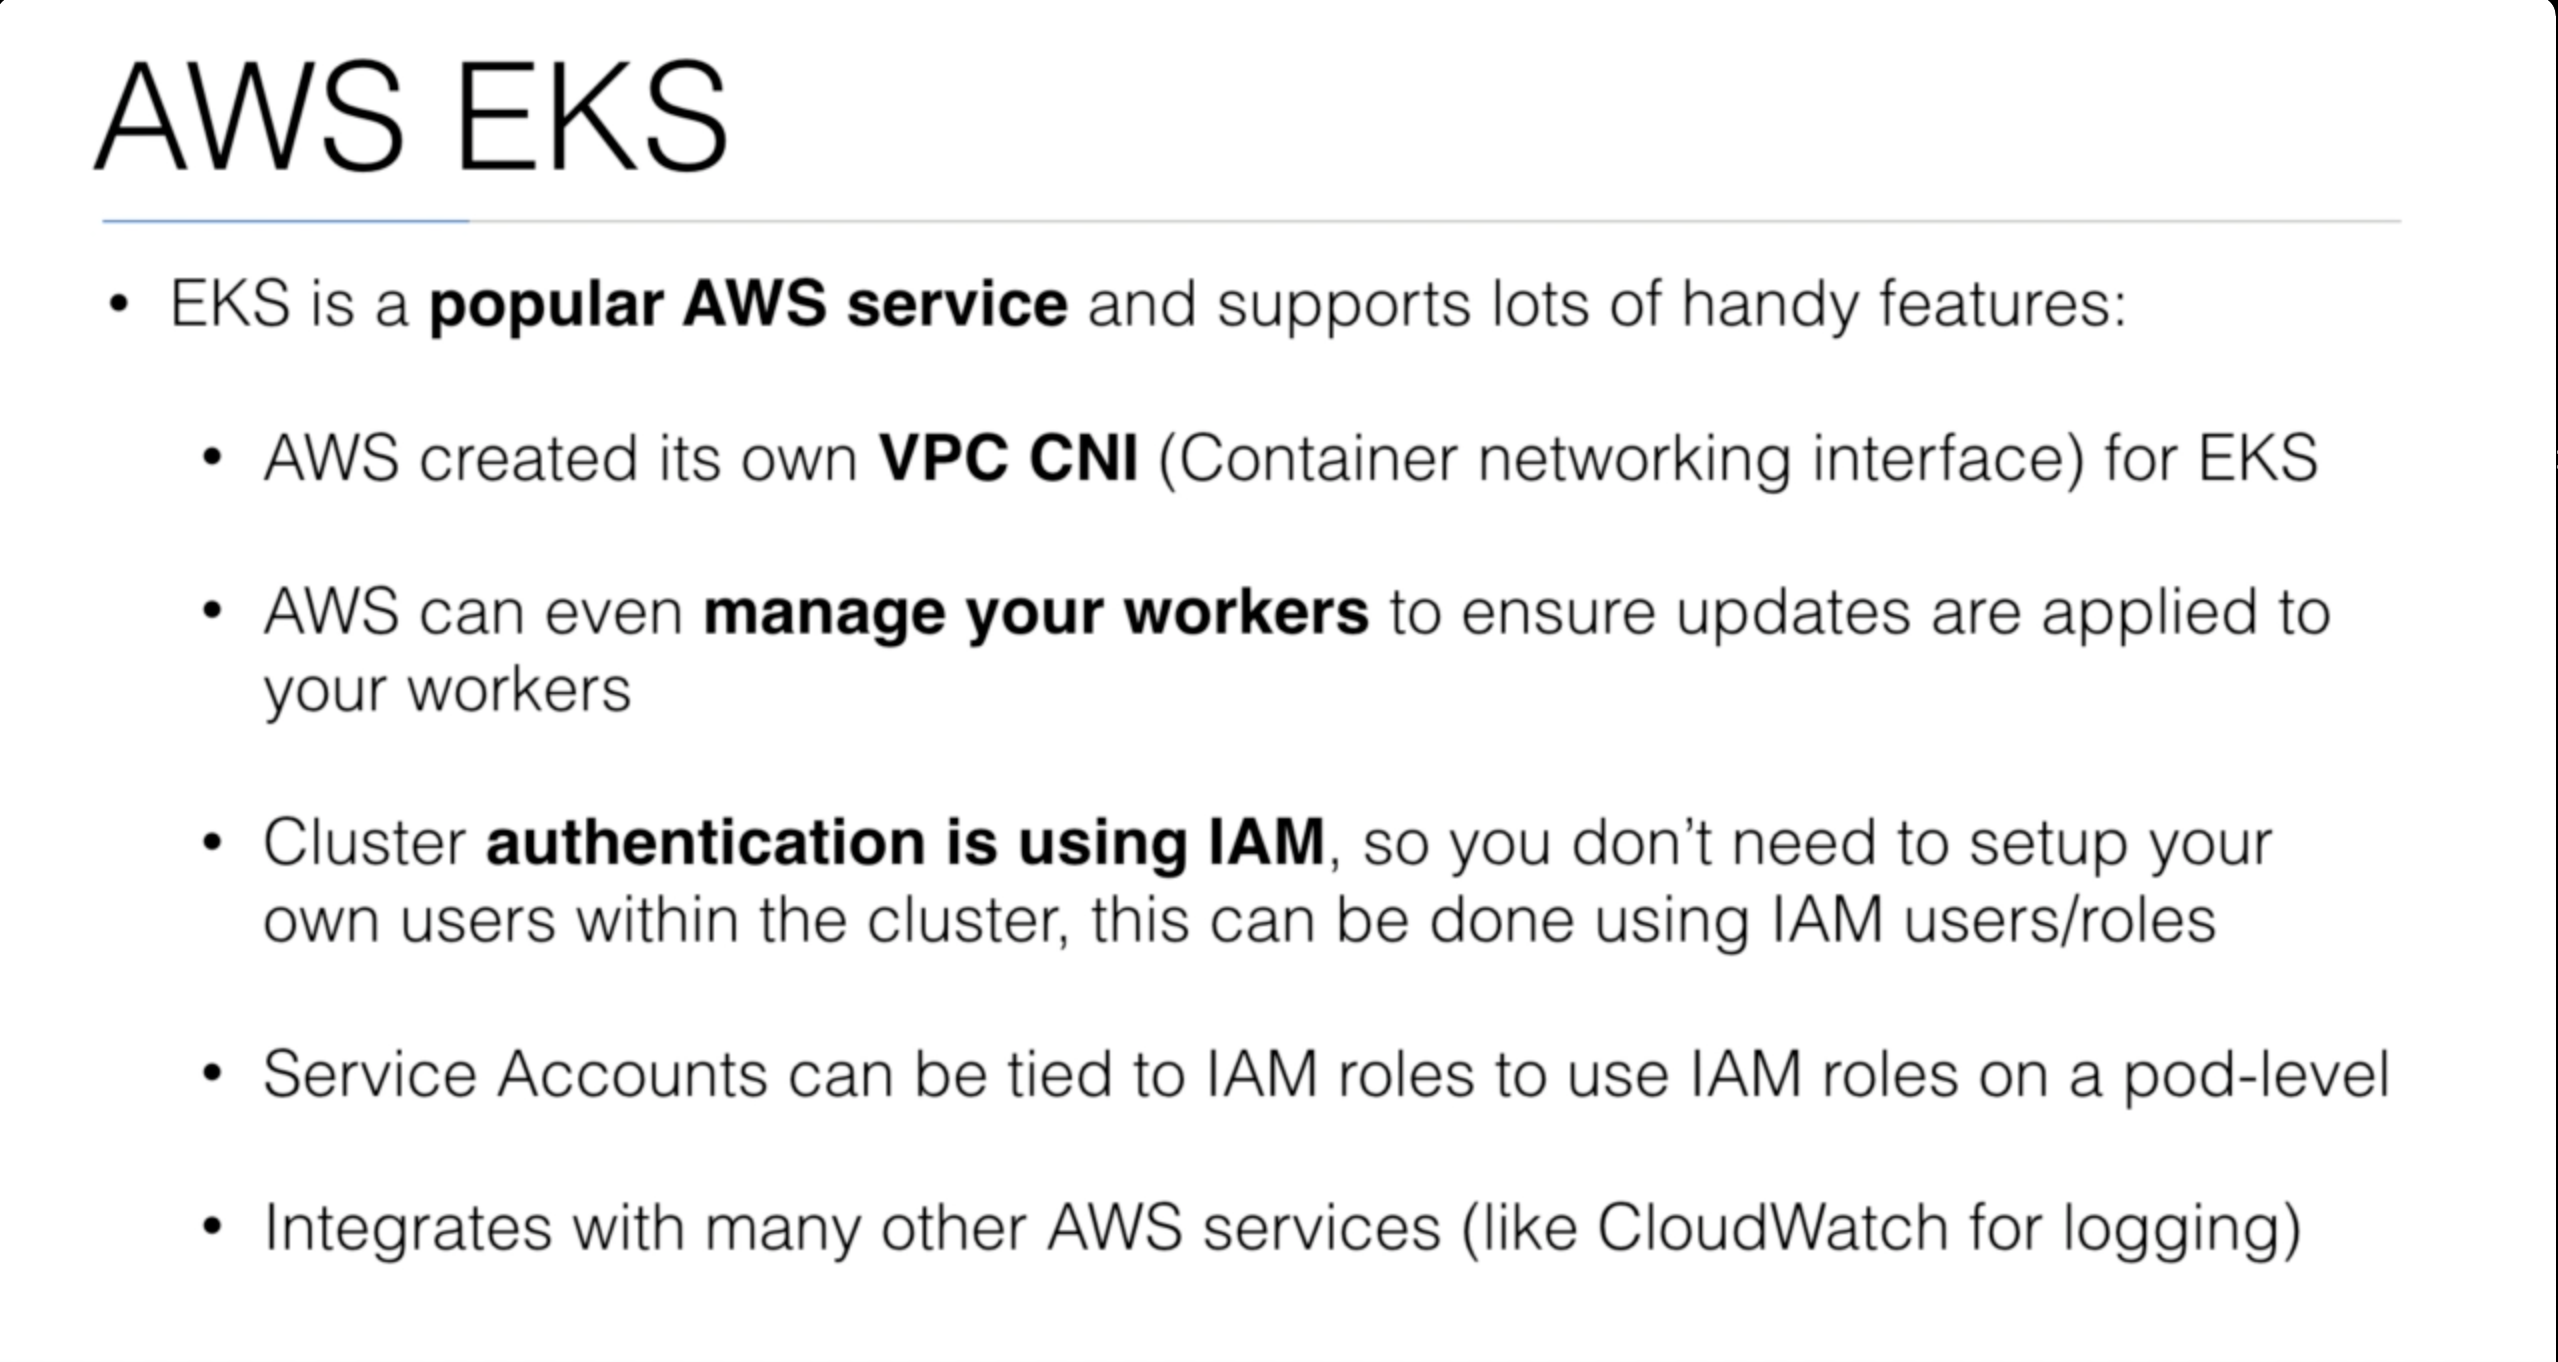 AWS EKS
• EKS is a popular AWS service and supports lots of handy features:
• AWS created its own VPC CNI (Container networking interface) for EKS
• AWS can even manage your workers to ensure updates are applied to
your workers
• Cluster authentication is using IAM, so you don’t need to setup your
own users within the cluster, this can be done using IAM users/roles
• Service Accounts can be tied to IAM roles to use IAM roles on a pod-level
• Integrates with many other AWS services (like CloudWatch for logging)